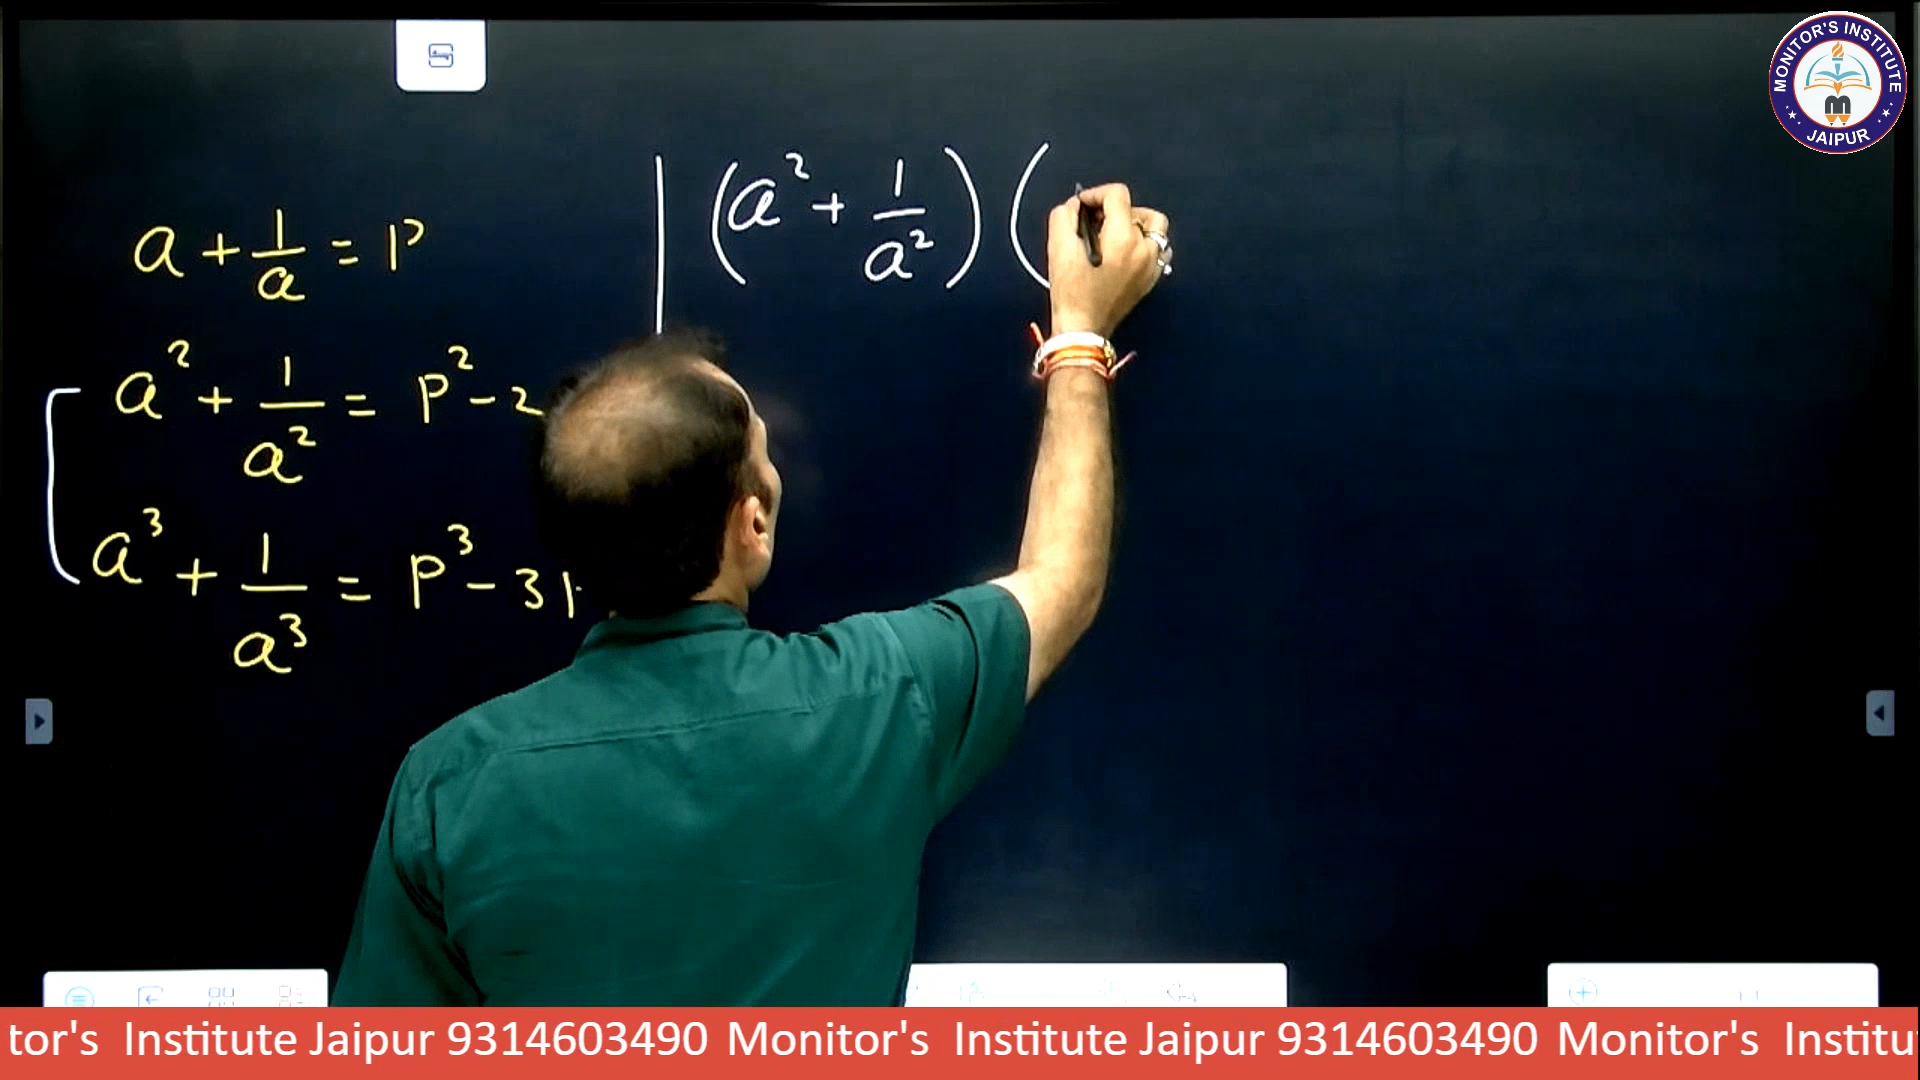 MONITOR'S INSTITUTE
JAIPUR
a + 1/a = P
a² + 1/a² = P² - 2
a³ + 1/a³ = P³ - 3
(a² + 1/a²) (
tor's Institute Jaipur 9314603490 Monitor's Institute Jaipur 9314603490 Monitor's Institu